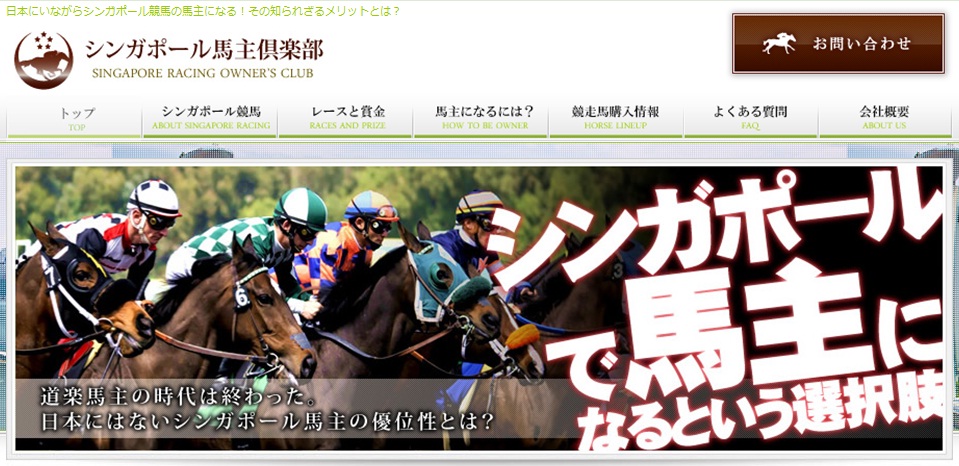 日本にいながらシンガポール競馬の馬主になる！その知られざるメリットとは？
シンガポール馬主倶楽部
SINGAPORE RACING OWNER'S CLUB
お問い合わせ
トップ
TOP
シンガポール競馬
ABOUT SINGAPORE RACING
レースと賞金
RACES AND PRIZE
馬主になるには？
HOW TO BE OWNER
競走馬購入情報
HORSE LINEUP
よくある質問
FAQ
会社概要
ABOUT US
シンガポール
で馬主に
なるという選択肢
6
3
道楽馬主の時代は終わった。
日本にはないシンガポール馬主の優位性とは？